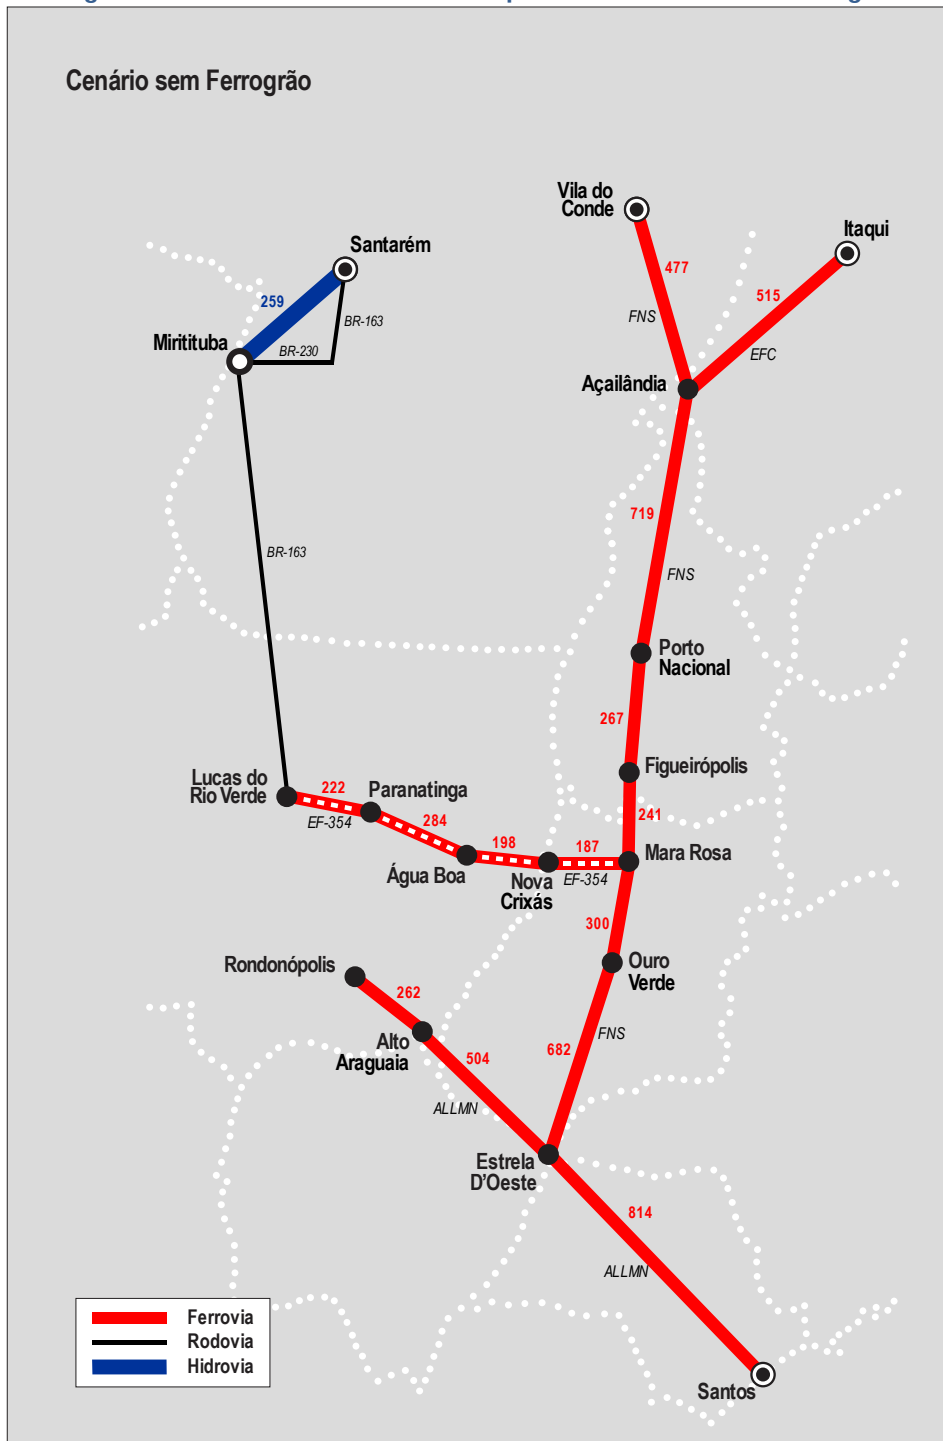 Cenário sem Ferrogrão
Vila do
Conde
Itaqui
Santarém
477
515
259
BR-163
FNS
Miritituba
BR-230
EFC
Açailândia
719
BR-163
FNS
Porto
Nacional
267
Lucas do
Rio Verde
222
Paranatinga
Figueirópolis
EF-354
284
241
198
187
Mara Rosa
Água Boa
Nova
Crixás
EF-354
300
Rondonópolis
Ouro
Verde
262
Alto
Araguaia
504
682
FNS
ALLMN
Estrela
D'Oeste
814
ALLMN
Ferrovia
Rodovia
Hidrovia
Santos